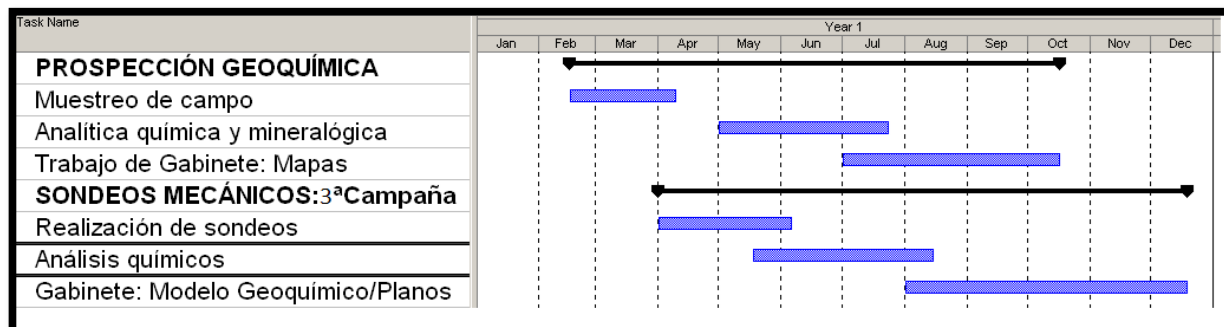 Task Name
Year 1
Jan Feb Mar Apr May Jun Jul Aug Sep Oct Nov Dec
PROSPECCIÓN GEOQUÍMICA
Muestreo de campo
Analítica química y mineralógica
Trabajo de Gabinete: Mapas
SONDEOS MECÁNICOS:3ªCampaña
Realización de sondeos
Análisis químicos
Gabinete: Modelo Geoquímico/Planos